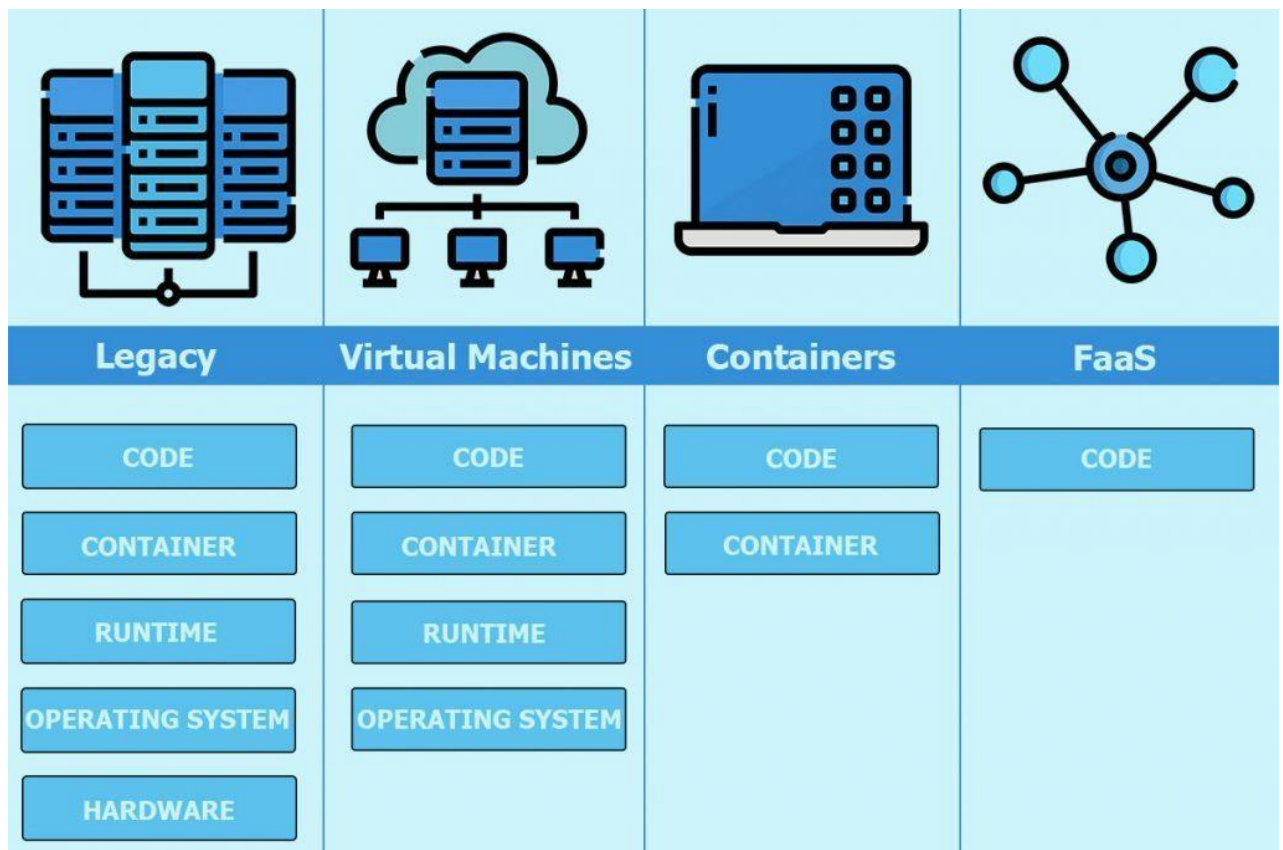 Legacy
Virtual Machines
Containers
FaaS
CODE
CODE
CODE
CODE
CONTAINER
CONTAINER
CONTAINER
RUNTIME
RUNTIME
OPERATING SYSTEM
OPERATING SYSTEM
HARDWARE